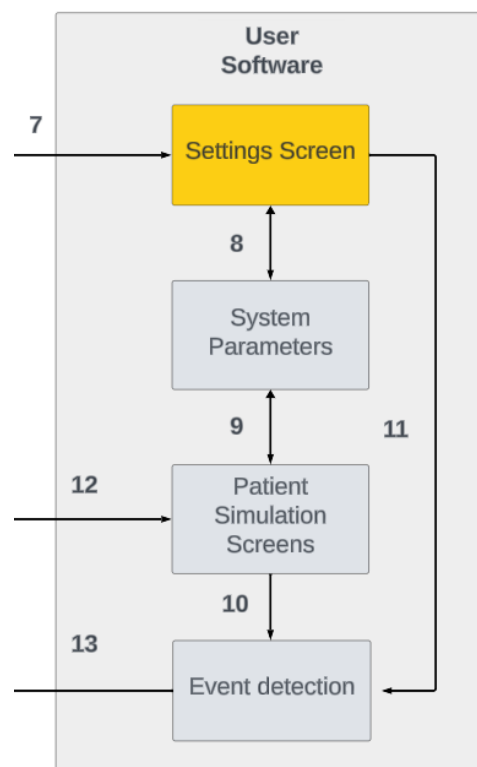 User
Software
7
Settings Screen
8
System
Parameters
9
11
12
Patient
Simulation
Screens
10
13
Event detection